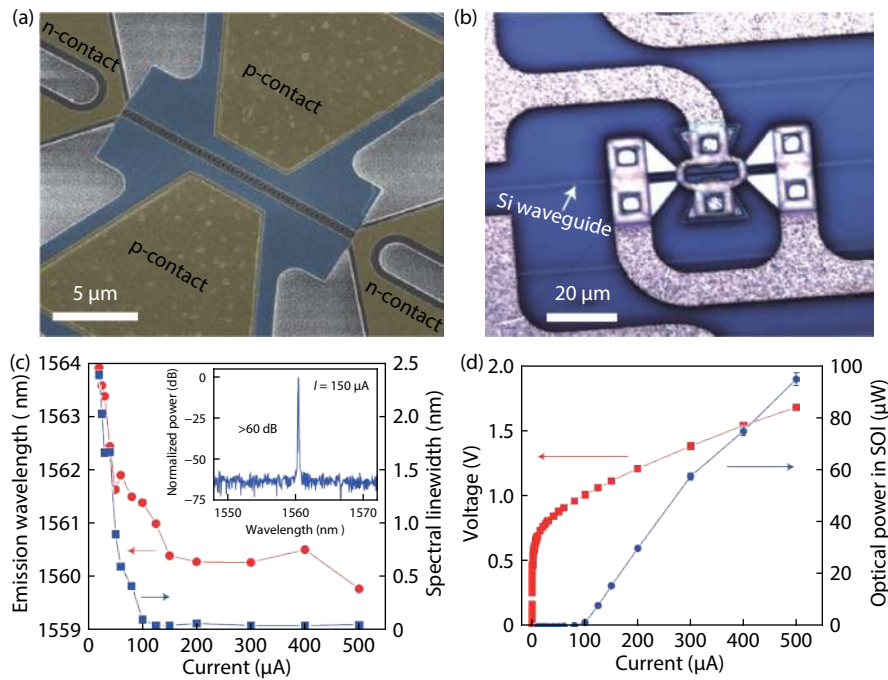 (a)
n-contact
p-contact
p-contact
n-contact
5 μm
(b)
Si waveguide
20 μm
(c)
1564
1563
1562
1561
1560
1559
Emission wavelength (nm)
2.5
2.0
1.5
1.0
0.5
0
Spectral linewidth (nm)
0 100 200 300 400 500
Current (μA)
I = 150 μA
>60 dB
0
−25
−50
−75
Normalized power (dB)
1550 1560 1570
Wavelength (nm )
(d)
2.0
1.5
1.0
0.5
0
Voltage (V)
100
80
60
40
20
0
Optical power in SOI (μW)
0 100 200 300 400 500
Current (μA)